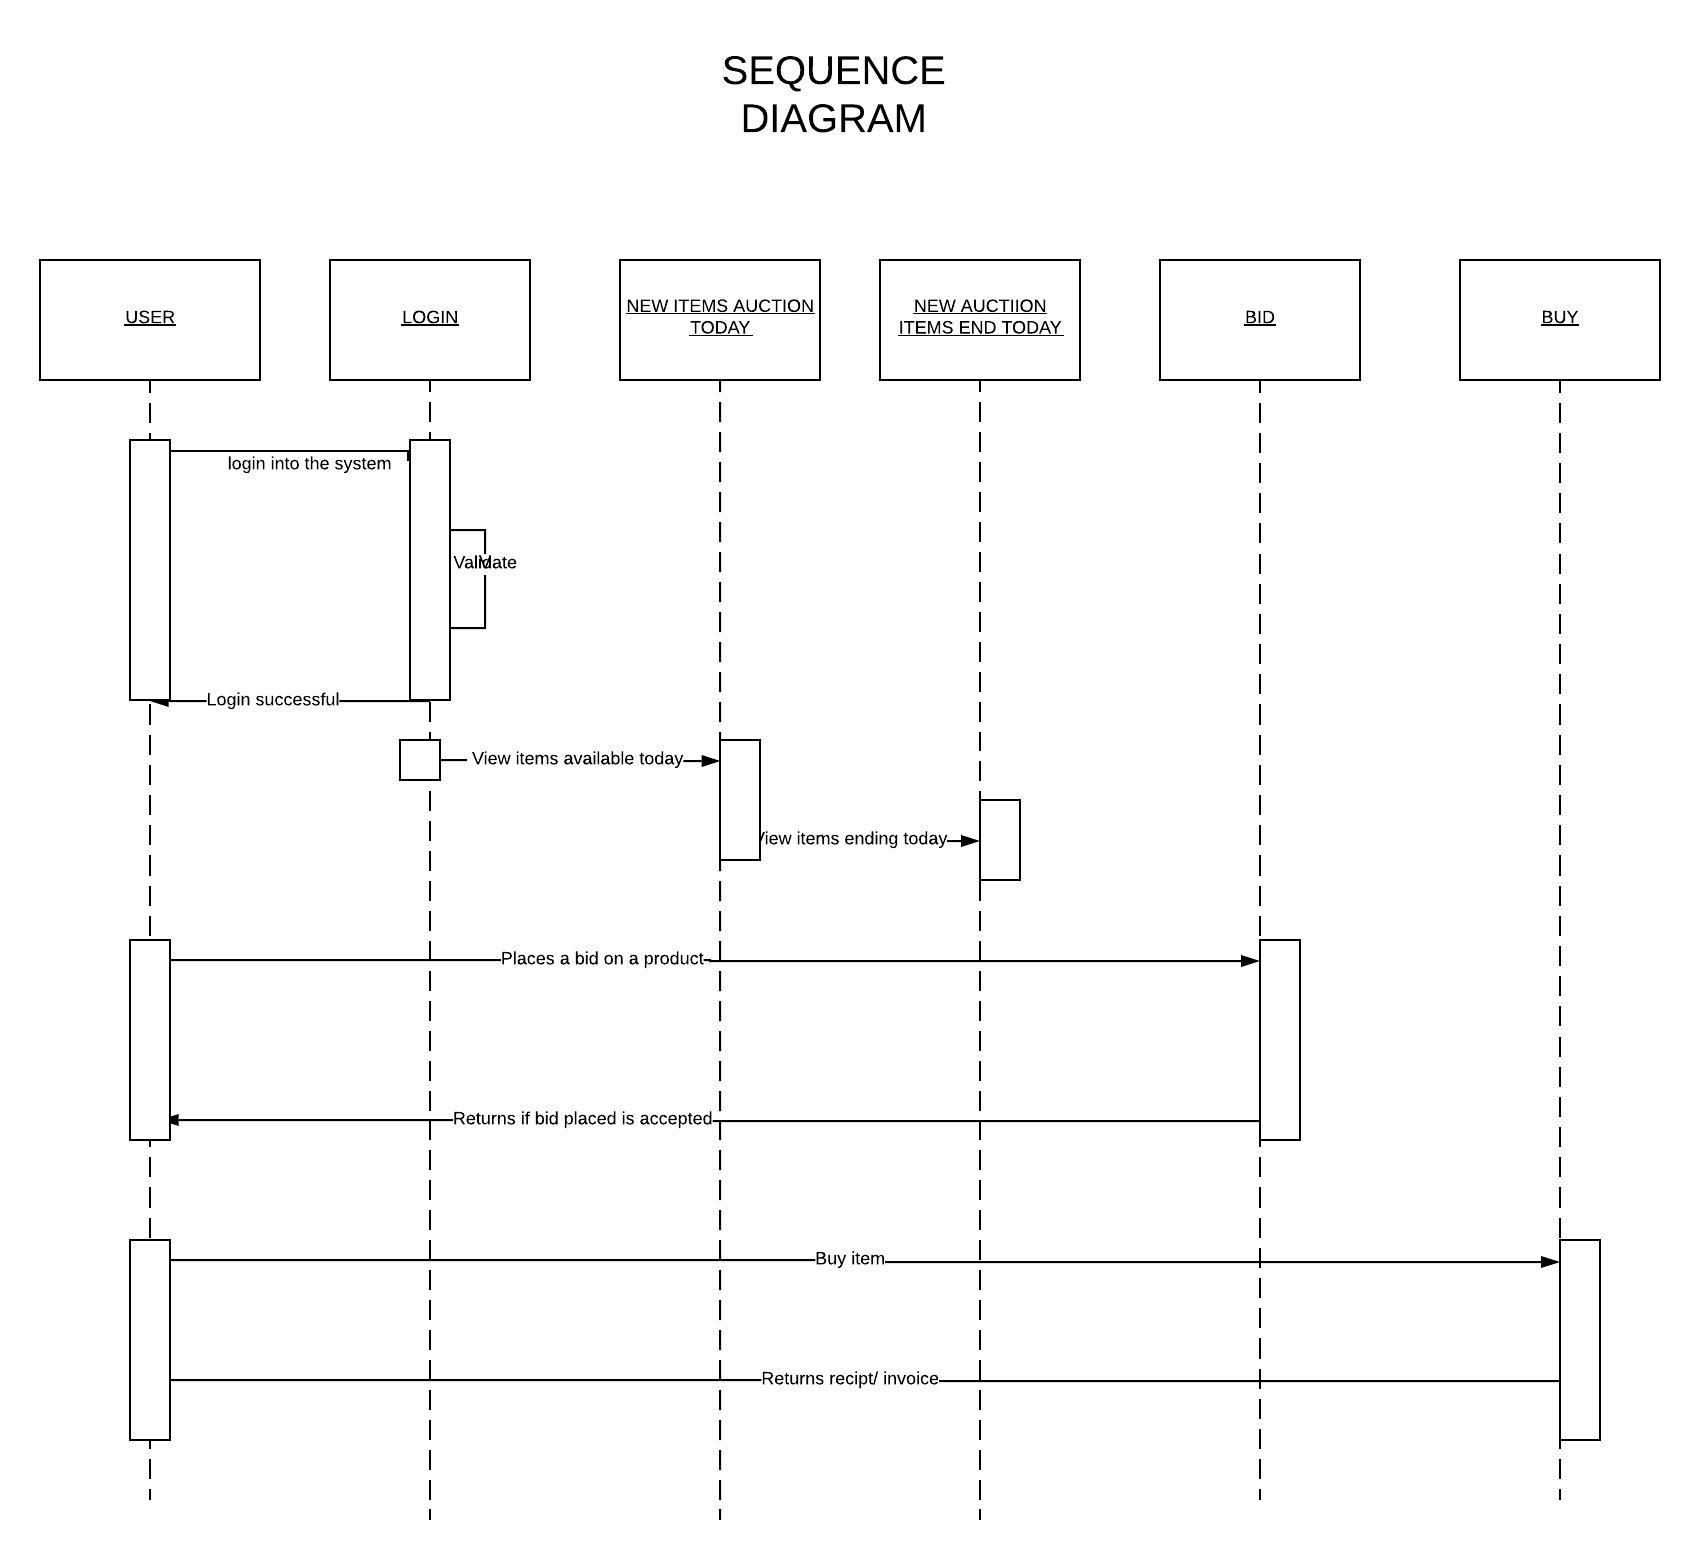 SEQUENCE
DIAGRAM
USER
LOGIN
NEW ITEMS AUCTION
TODAY
NEW AUCTIION
ITEMS END TODAY
BID
BUY
login into the system
Validate
Login successful
View items available today
View items ending today
Places a bid on a product
Returns if bid placed is accepted
Buy item
Returns recipt/ invoice